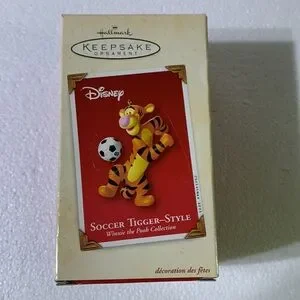 Hallmark
KEEPSAKE
ORNAMENT
Disney
SOCCER TIGGER–STYLE
Winnie the Pooh Collection
décoration des fêtes